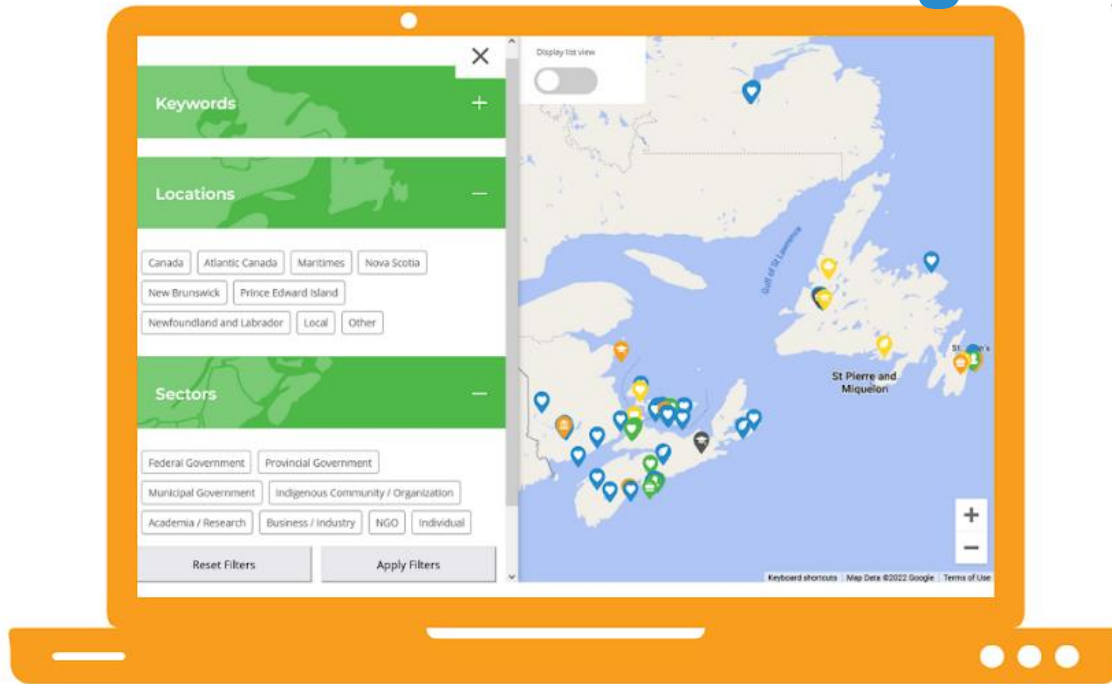 Display list view
Keywords
Locations
Canada
Atlantic Canada
Maritimes
Nova Scotia
New Brunswick
Prince Edward Island
Newfoundland and Labrador
Local
Other
Sectors
Federal Government
Provincial Government
Municipal Government
Indigenous Community / Organization
Academia / Research
Business / Industry
NGO
Individual
Reset Filters
Apply Filters
Gulf of St Lawrence
St Pierre and
Miquelon
Keyboard shortcuts
Map Data ©2022 Google
Terms of Use